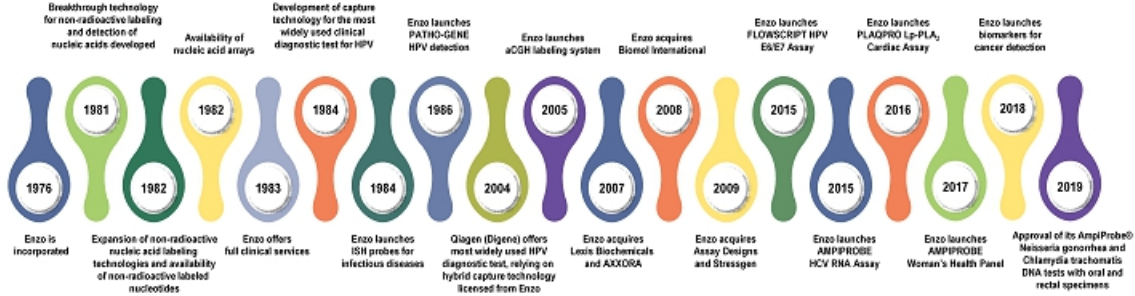 1976
Enzo is
incorporated
Breakthrough technology
for non-radioactive labeling
and detection of
nucleic acids developed
1981
1982
Expansion of non-radioactive
nucleic acid labeling
technologies and availability
of non-radioactive labeled
nucleotides
Availability of
nucleic acid arrays
1982
1983
Enzo offers
full clinical services
Development of capture
technology for the most
widely used clinical
diagnostic test for HPV
1984
1984
Enzo launches
ISH probes for
infectious diseases
Enzo launches
PATHO-GENE
HPV detection
1986
2004
Qiagen (Digene) offers
most widely used HPV
diagnostic test, relying on
hybrid capture technology
licensed from Enzo
Enzo launches
aCGH labeling system
2005
2007
Enzo acquires
Lexis Biochemicals
and AXXORA
Enzo acquires
Biomol International
2008
2009
Enzo acquires
Assay Designs
and Stressgen
Enzo launches
FLOWSCRIPT HPV
E6/E7 Assay
2015
2015
Enzo launches
AMPIPROBE
HCV RNA Assay
Enzo launches
PLAQPRO Lp-PLA₂
Cardiac Assay
2016
2017
Enzo launches
AMPIPROBE
Woman's Health Panel
Enzo launches
biomarkers for
cancer detection
2018
2019
Approval of its AmpiProbe®
Neisseria gonorrhea and
Chlamydia trachomatis
DNA tests with oral and
rectal specimens